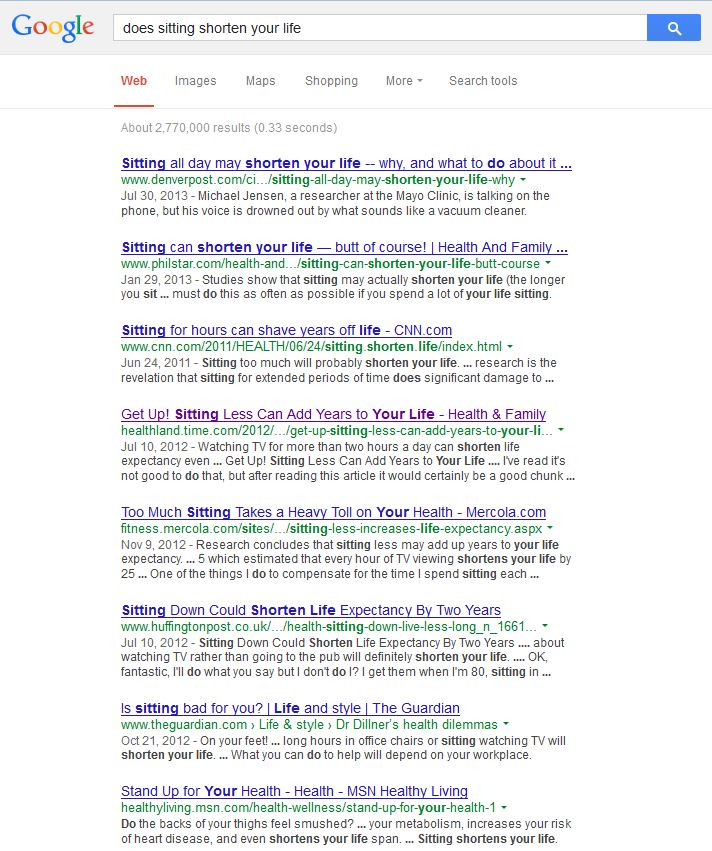 Google
does sitting shorten your life
Web Images Maps Shopping More Search tools
About 2,770,000 results (0.33 seconds)
Sitting all day may shorten your life -- why, and what to do about it ...
www.denverpost.com/ci.../sitting-all-day-may-shorten-your-life-why
Jul 30, 2013 - Michael Jensen, a researcher at the Mayo Clinic, is talking on the
phone, but his voice is drowned out by what sounds like a vacuum cleaner.
Sitting can shorten your life — butt of course! | Health And Family ...
www.philstar.com/health-and.../sitting-can-shorten-your-life-butt-course
Jan 29, 2013 - Studies show that sitting may actually shorten your life (the longer
you sit ... must do this as often as possible if you spend a lot of your life sitting.
Sitting for hours can shave years off life - CNN.com
www.cnn.com/2011/HEALTH/06/24/sitting.shorten.life/index.html
Jun 24, 2011 - Sitting too much will probably shorten your life. ... research is the
revelation that sitting for extended periods of time does significant damage to ...
Get Up! Sitting Less Can Add Years to Your Life - Health & Family
healthland.time.com/2012/.../get-up-sitting-less-can-add-years-to-your-li...
Jul 10, 2012 - Watching TV for more than two hours a day can shorten life
expectancy even ... Get Up! Sitting Less Can Add Years to Your Life .... I've read it's
not good to do that, but after reading this article it would certainly be a good chunk ...
Too Much Sitting Takes a Heavy Toll on Your Health - Mercola.com
fitness.mercola.com/sites/.../sitting-less-increases-life-expectancy.aspx
Nov 9, 2012 - Research concludes that sitting less may add up years to your life
expectancy. ... 5 which estimated that every hour of TV viewing shortens your life by
25 ... One of the things I do to compensate for the time I spend sitting each ...
Sitting Down Could Shorten Life Expectancy By Two Years
www.huffingtonpost.co.uk/.../health-sitting-down-live-less-long_n_1661...
Jul 10, 2012 - Sitting Down Could Shorten Life Expectancy By Two Years .... about
watching TV rather than going to the pub will definitely shorten your life. .... OK,
fantastic, I'll do what you say but I don't do I? I get them when I'm 80, sitting in ...
Is sitting bad for you? | Life and style | The Guardian
www.theguardian.com › Life & style › Dr Dillner's health dilemmas
Oct 21, 2012 - On your feet! ... long hours in office chairs or sitting watching TV will
shorten your life. ... What you can do to help will depend on your workplace.
Stand Up for Your Health - Health - MSN Healthy Living
healthyliving.msn.com/health-wellness/stand-up-for-your-health-1
Do the backs of your thighs feel smushed? ... your metabolism, increases your risk
of heart disease, and even shortens your life span. ... Sitting shortens your life.